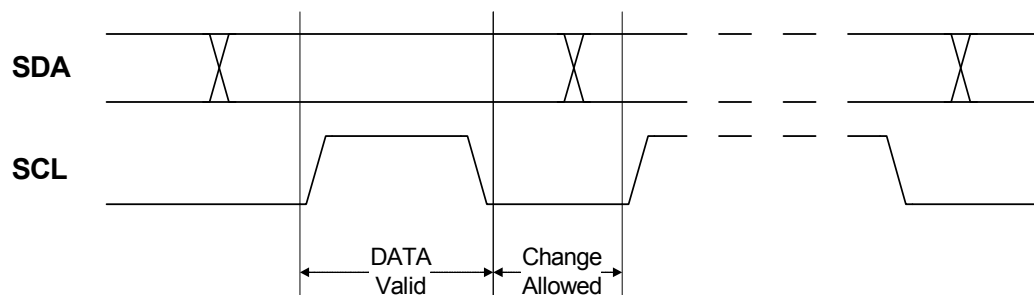 SDA
SCL
DATA
Valid
Change
Allowed